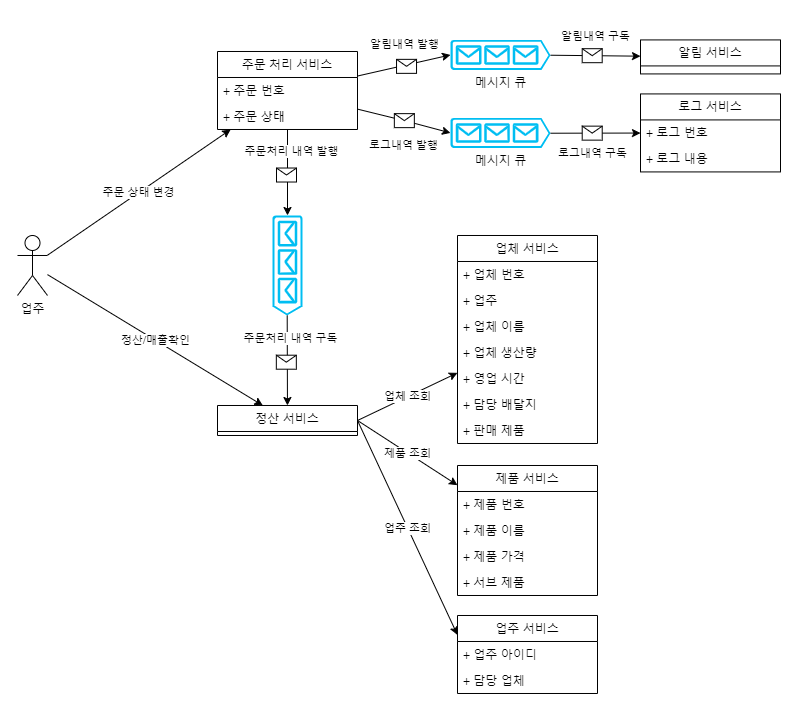 알림내역 발행
알림내역 구독
알림 서비스
주문 처리 서비스
+ 주문 번호
+ 주문 상태
메시지 큐
로그내역 발행
메시지 큐
로그내역 구독
로그 서비스
+ 로그 번호
+ 로그 내용
주문처리 내역 발행
주문 상태 변경
업주
정산/매출확인
주문처리 내역 구독
정산 서비스
업체 조회
제품 조회
업주 조회
업체 서비스
+ 업체 번호
+ 업주
+ 업체 이름
+ 업체 생산량
+ 영업 시간
+ 담당 배달지
+ 판매 제품
제품 서비스
+ 제품 번호
+ 제품 이름
+ 제품 가격
+ 서브 제품
업주 서비스
+ 업주 아이디
+ 담당 업체